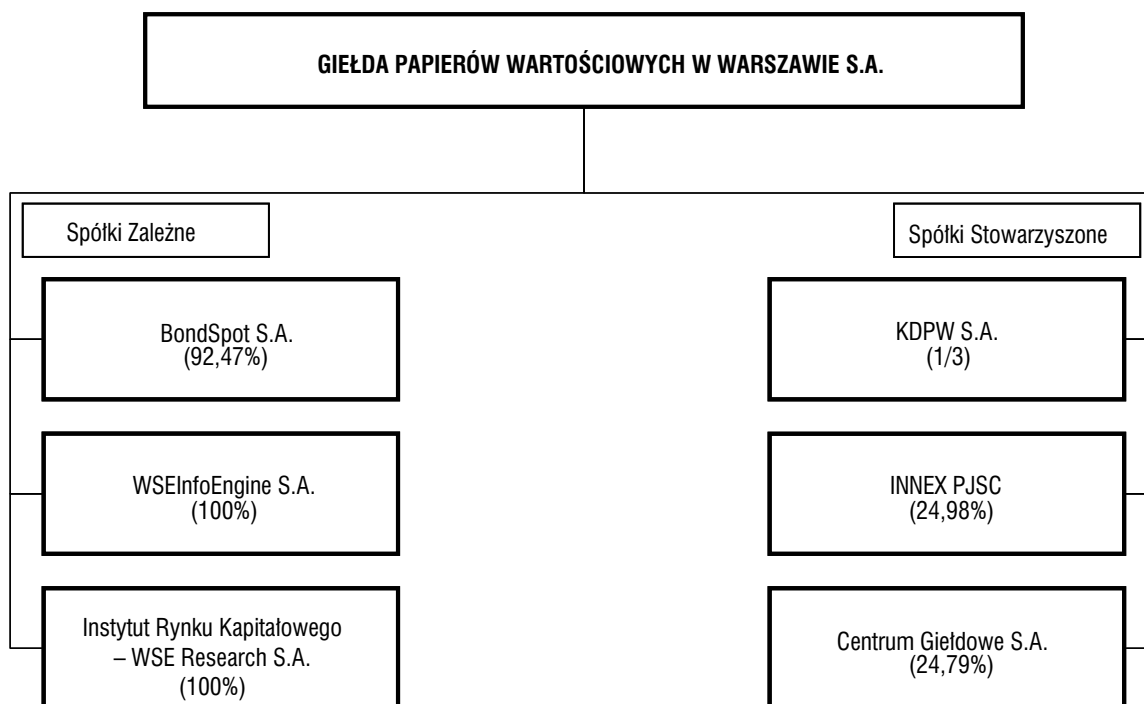 GIEŁDA PAPIERÓW WARTOŚCIOWYCH W WARSZAWIE S.A.
Spółki Zależne
Spółki Stowarzyszone
BondSpot S.A.
(92,47%)
KDPW S.A.
(1/3)
WSEInfoEngine S.A.
(100%)
INNEX PJSC
(24,98%)
Instytut Rynku Kapitałowego
– WSE Research S.A.
(100%)
Centrum Giełdowe S.A.
(24,79%)